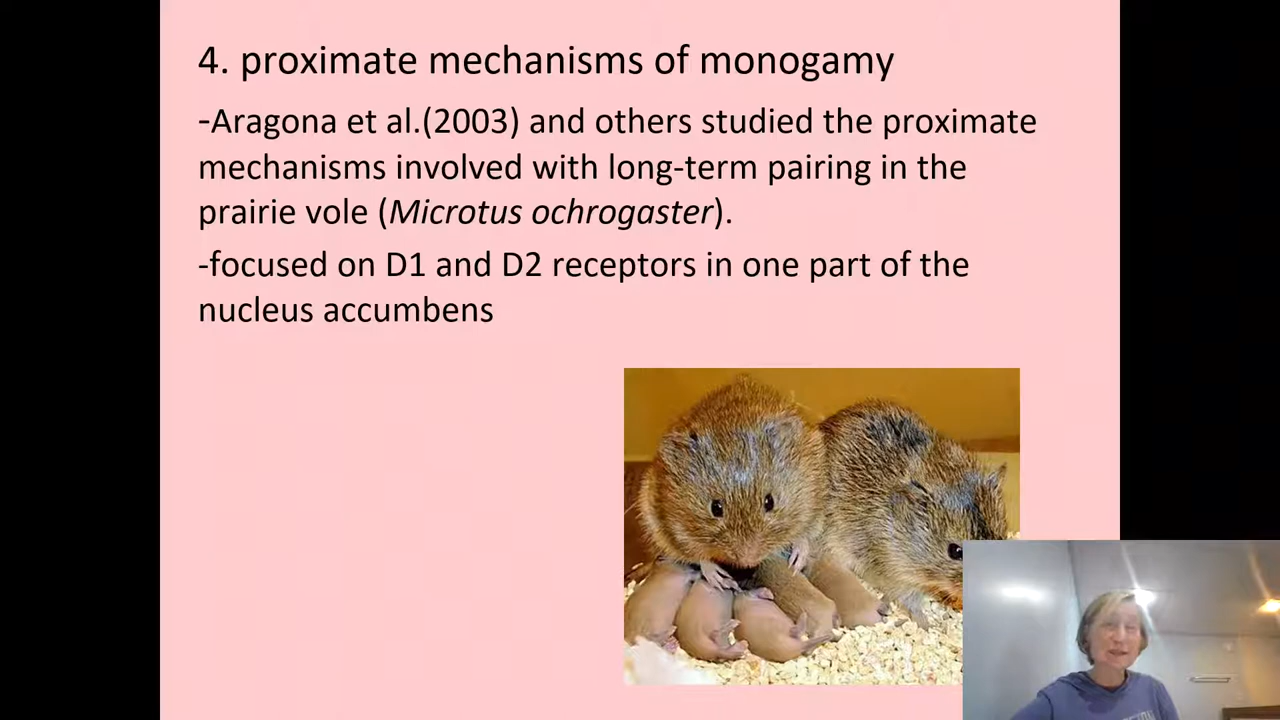 4. proximate mechanisms of monogamy
-Aragona et al.(2003) and others studied the proximate
mechanisms involved with long-term pairing in the
prairie vole (Microtus ochrogaster).
-focused on D1 and D2 receptors in one part of the
nucleus accumbens